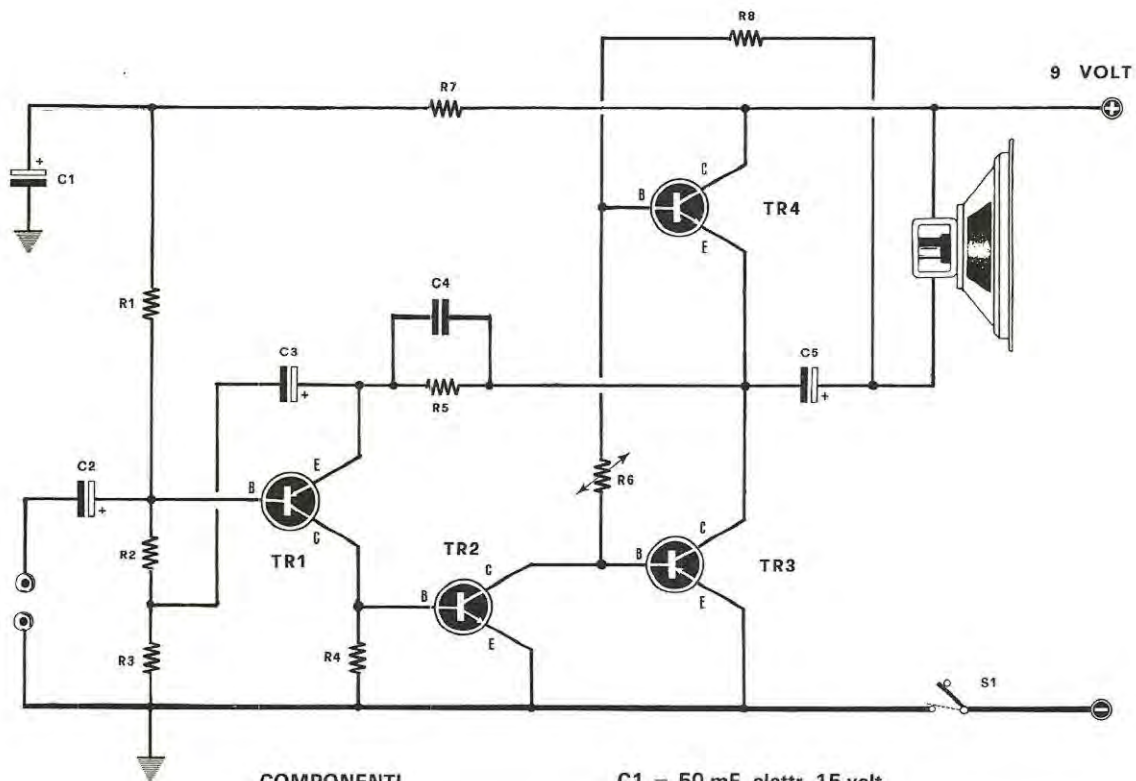 R8
9 VOLT
R7
+
C1
C
B
TR4
E
R1
C4
C3
+
R5
C5
+
C2
+
E
B
C
TR1
R6
R2
TR2
C
B
E
C
B
TR3
E
R3
R4
S1
COMPONENTI
C1 = 50 mF elettr. 15 volt